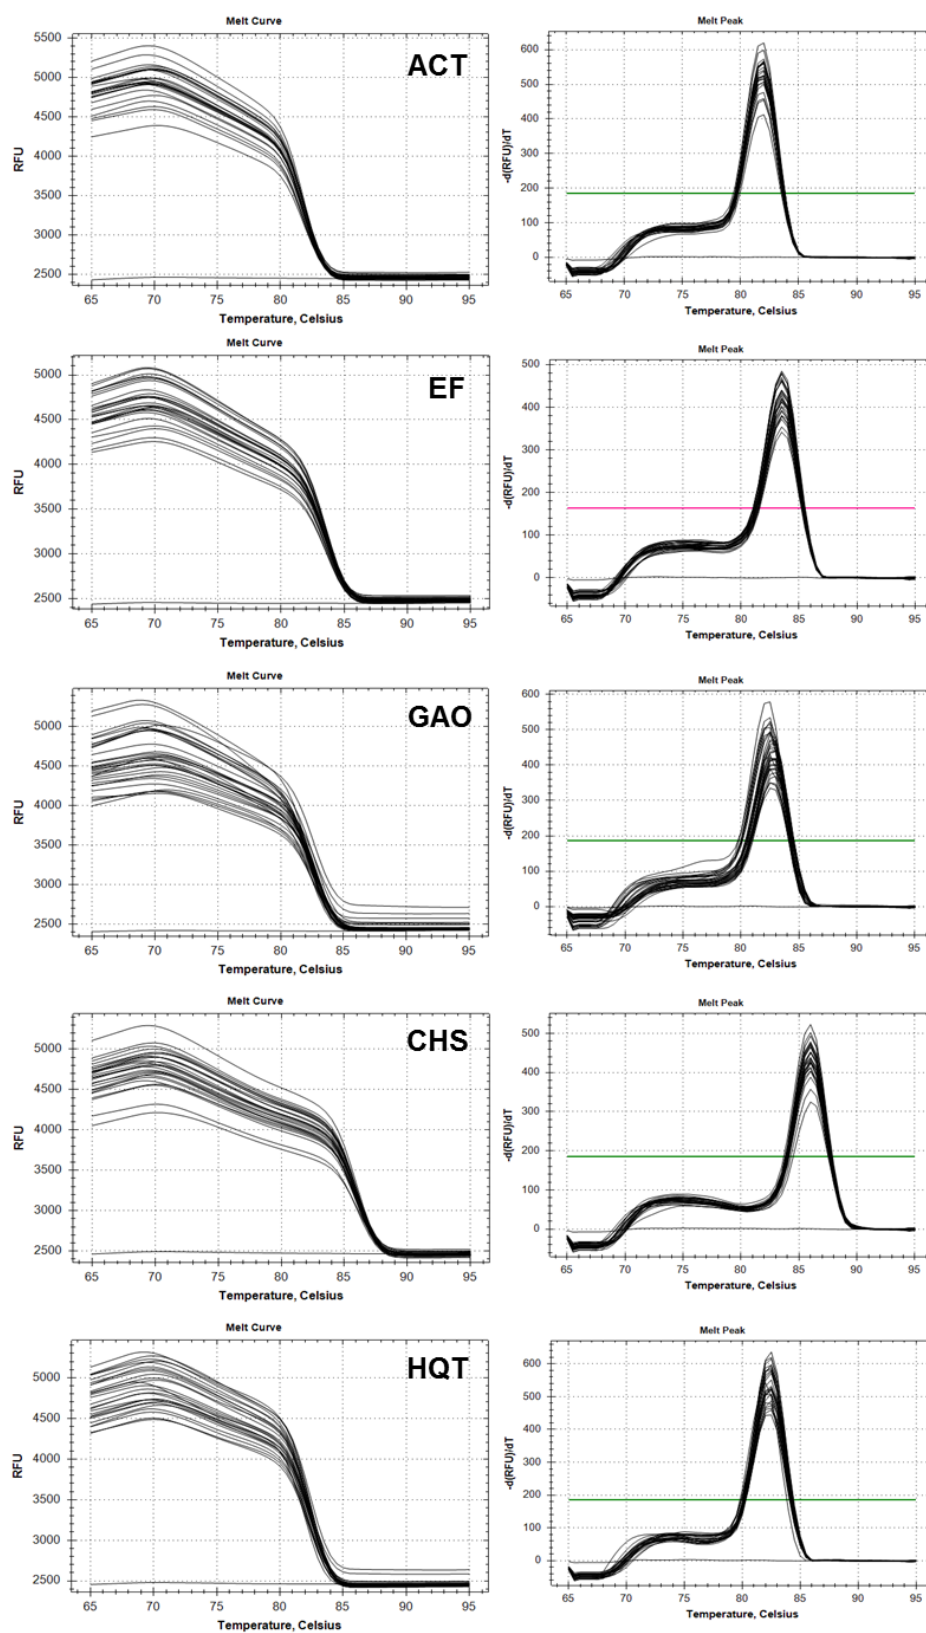 Melt Curve
5500
5000
4500
4000
3500
3000
2500
RFU
ACT
65 70 75 80 85 90 95
Temperature, Celsius
Melt Peak
600
500
400
300
200
100
0
-d(RFU)/dT
65 70 75 80 85 90 95
Temperature, Celsius
Melt Curve
5000
4500
4000
3500
3000
2500
RFU
EF
65 70 75 80 85 90 95
Temperature, Celsius
Melt Peak
500
400
300
200
100
0
-d(RFU)/dT
65 70 75 80 85 90 95
Temperature, Celsius
Melt Curve
5000
4500
4000
3500
3000
2500
RFU
GAO
65 70 75 80 85 90 95
Temperature, Celsius
Melt Peak
600
500
400
300
200
100
0
-d(RFU)/dT
65 70 75 80 85 90 95
Temperature, Celsius
Melt Curve
5000
4500
4000
3500
3000
2500
RFU
CHS
65 70 75 80 85 90 95
Temperature, Celsius
Melt Peak
500
400
300
200
100
0
-d(RFU)/dT
65 70 75 80 85 90 95
Temperature, Celsius
Melt Curve
5000
4500
4000
3500
3000
2500
RFU
HQT
65 70 75 80 85 90 95
Temperature, Celsius
Melt Peak
600
500
400
300
200
100
0
-d(RFU)/dT
65 70 75 80 85 90 95
Temperature, Celsius